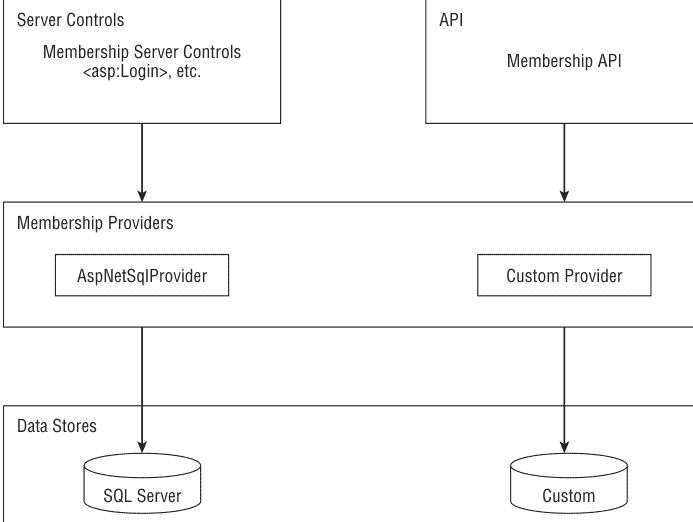 Server Controls
Membership Server Controls
<asp:Login>, etc.
API
Membership API
Membership Providers
AspNetSqlProvider
Custom Provider
Data Stores
SQL Server
Custom